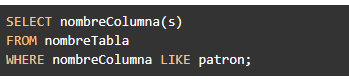 SELECT nombreColumna(s)
FROM nombreTabla
WHERE nombreColumna LIKE patron;